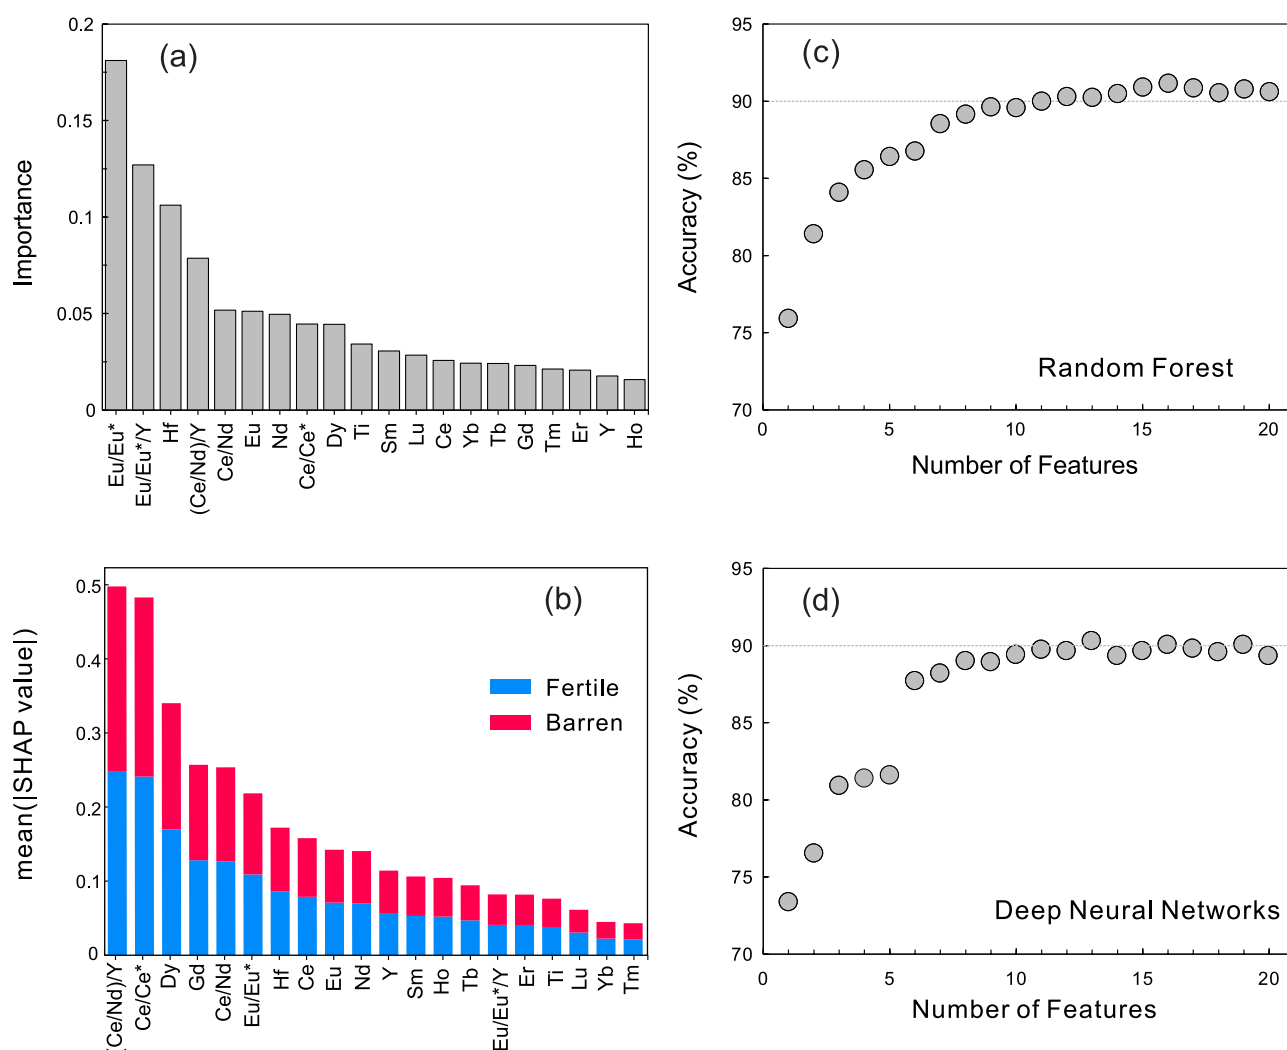 (a)
Importance
0.2
0.15
0.1
0.05
0
Eu/Eu*
Eu/Eu*/Y
Hf
(Ce/Nd)/Y
Ce/Nd
Eu
Nd
Ce/Ce*
Dy
Ti
Sm
Lu
Ce
Yb
Tb
Gd
Tm
Er
Y
Ho
(c)
Accuracy (%)
95
90
85
80
75
70
Random Forest
0
5
10
15
20
Number of Features
(b)
mean(|SHAP value|)
0.5
0.4
0.3
0.2
0.1
0
Fertile
Barren
(Ce/Nd)/Y
Ce/Ce*
Dy
Gd
Ce/Nd
Eu/Eu*
Hf
Ce
Eu
Nd
Y
Sm
Ho
Tb
Eu/Eu*/Y
Er
Ti
Lu
Yb
Tm
(d)
Accuracy (%)
95
90
85
80
75
70
Deep Neural Networks
0
5
10
15
20
Number of Features